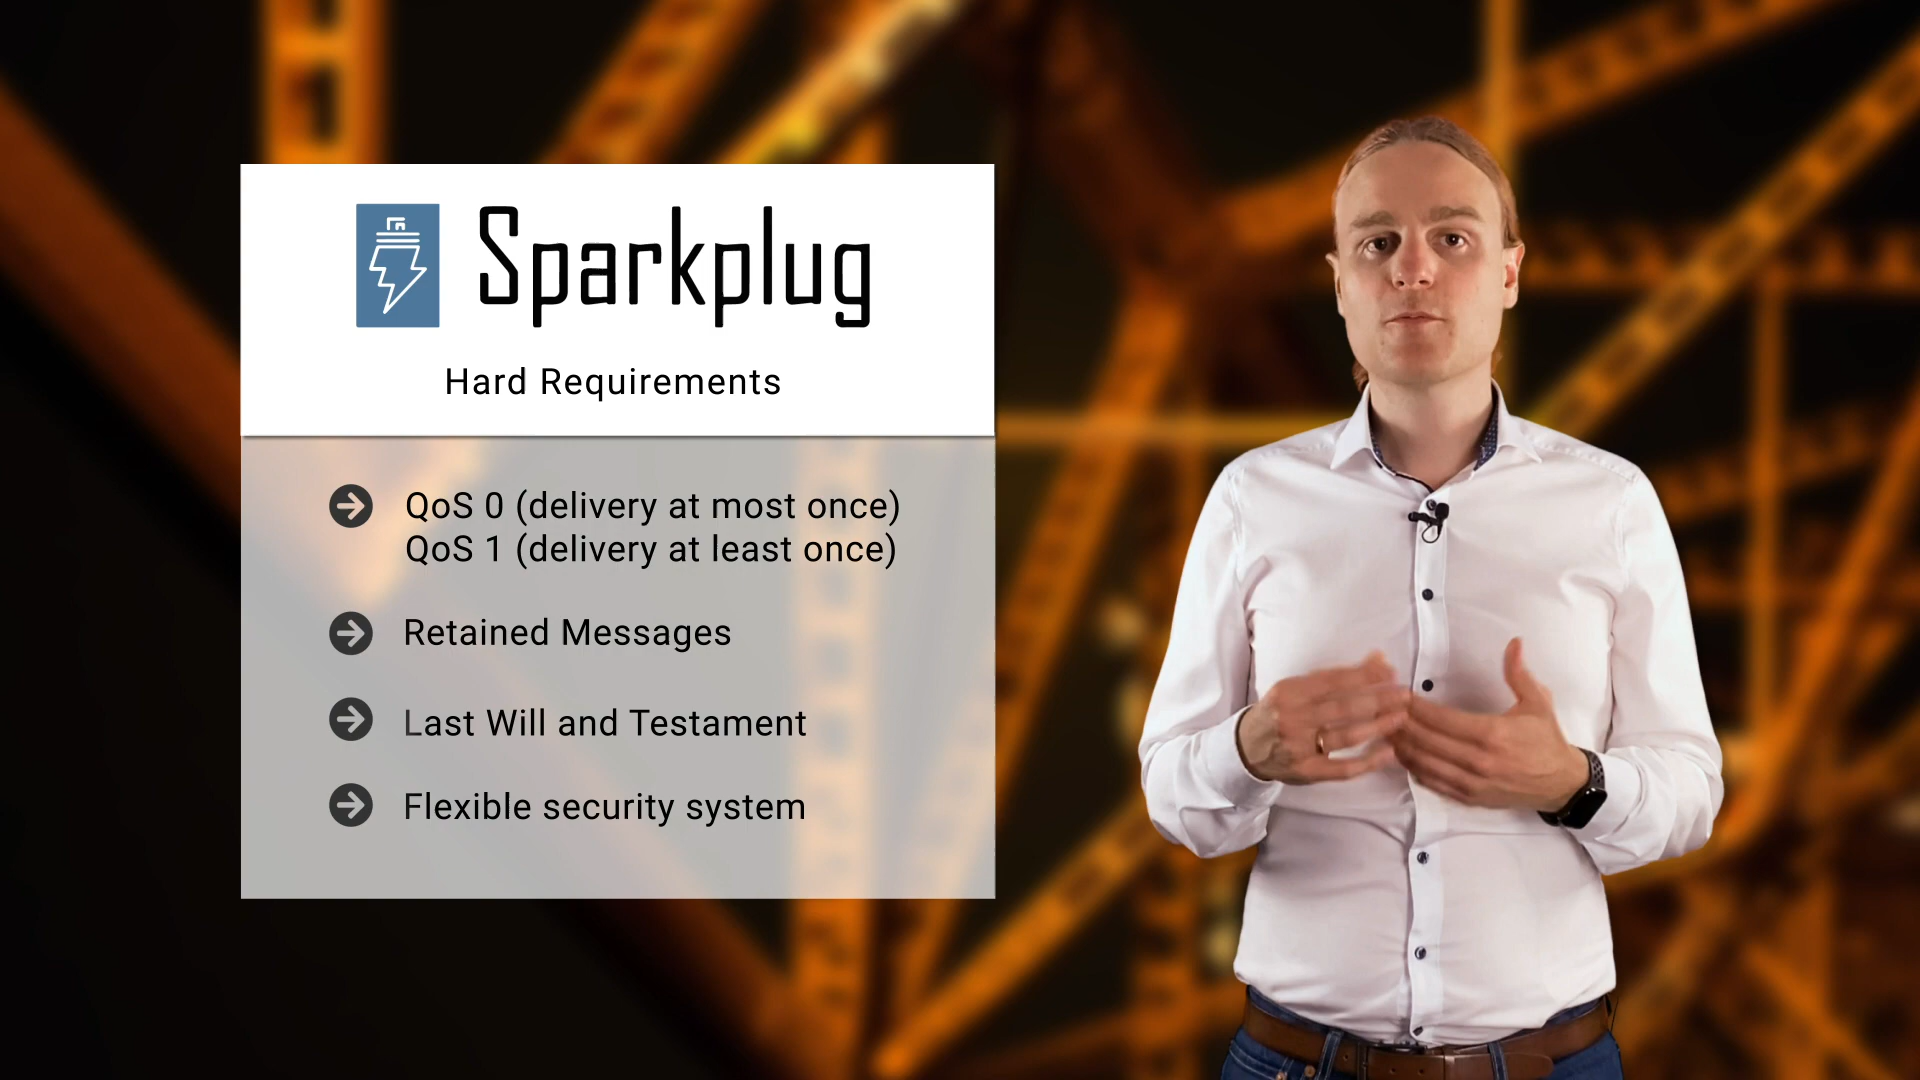 Sparkplug
Hard Requirements
QoS 0 (delivery at most once)
QoS 1 (delivery at least once)
Retained Messages
Last Will and Testament
Flexible security system